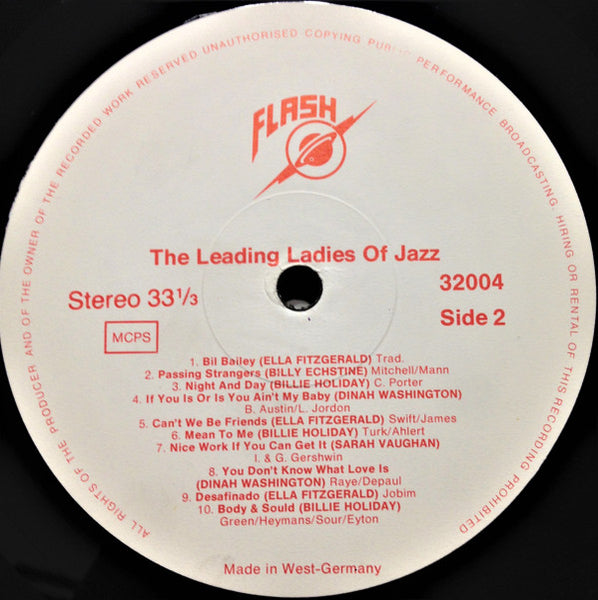 ALL RIGHTS OF THE PRODUCER AND OF THE OWNER OF THE RECORDED WORK RESERVED UNAUTHORISED COPYING PUBLIC PERFORMANCE BROADCASTING. HIRING OR RENTAL OF THIS RECORDING PROHIBITED
FLASH
The Leading Ladies Of Jazz
Stereo 33 1/3
32004
MCPS
Side 2
1. Bil Bailey (ELLA FITZGERALD) Trad.
2. Passing Strangers (BILLY ECHSTINE) Mitchell/Mann
3. Night And Day (BILLIE HOLIDAY) C. Porter
4. If You Is Or Is You Ain't My Baby (DINAH WASHINGTON)
B. Austin/L. Jordon
5. Can't We Be Friends (ELLA FITZGERALD) Swift/James
6. Mean To Me (BILLIE HOLIDAY) Turk/Ahlert
7. Nice Work If You Can Get It (SARAH VAUGHAN)
I. & G. Gershwin
8. You Don't Know What Love Is
(DINAH WASHINGTON) Raye/Depaul
9. Desafinado (ELLA FITZGERALD) Jobim
10. Body & Sould (BILLIE HOLIDAY)
Green/Heymans/Sour/Eyton
Made in West-Germany